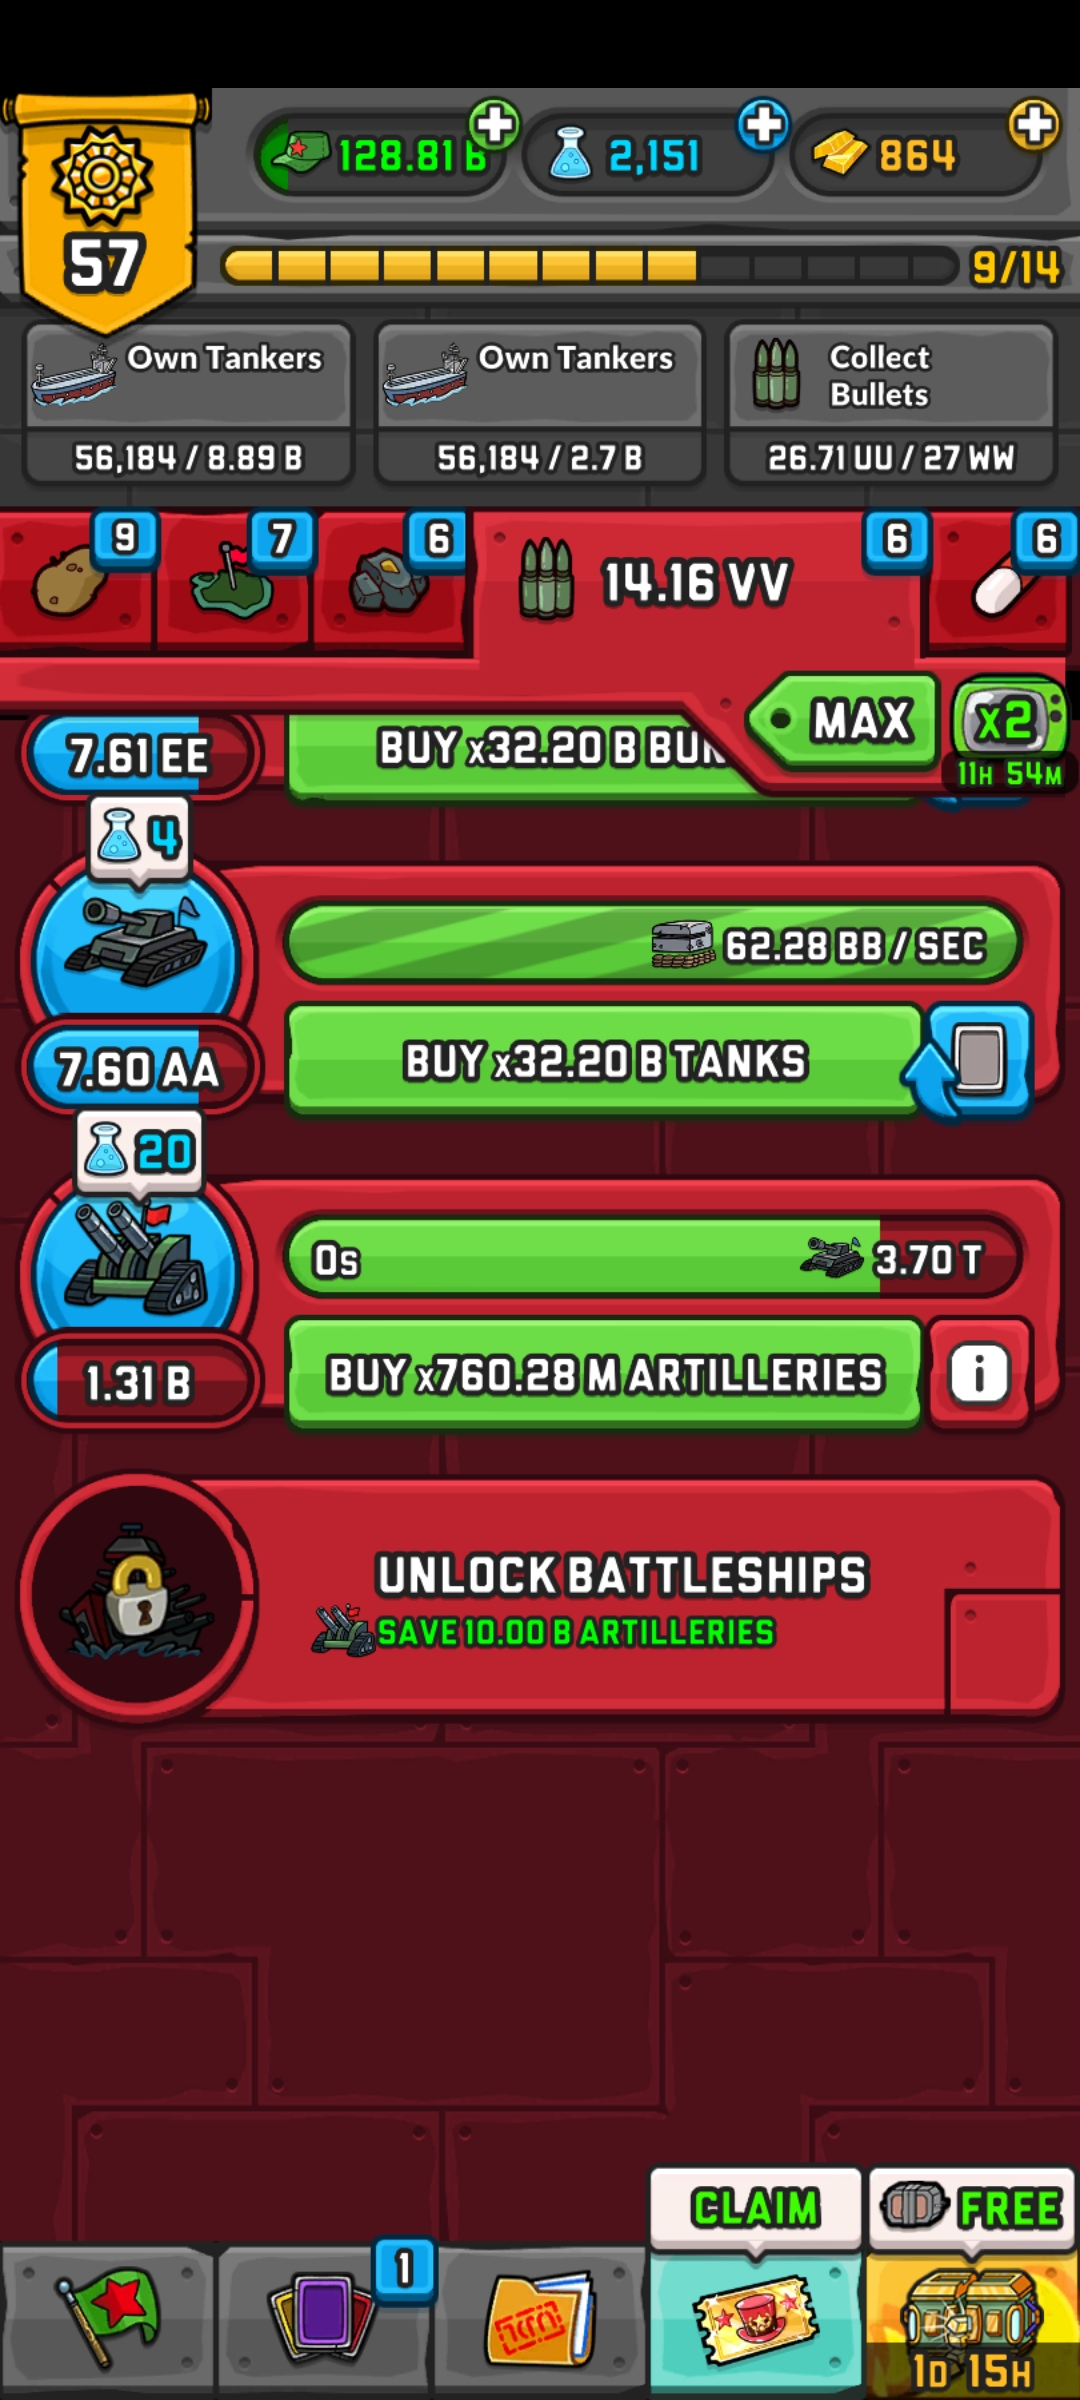 57
128.81 B
2,151
864
9/14
Own Tankers
56,184 / 8.89 B
Own Tankers
56,184 / 2.7 B
Collect
Bullets
26.71 UU / 27 WW
9
7
6
14.16 VV
6
6
MAX
x2
11H 54M
7.61 EE
BUY x32.20 B
4
62.28 BB / SEC
7.60 AA
BUY x32.20 B TANKS
20
0s
3.70 T
1.31 B
BUY x760.28 M ARTILLERIES
i
UNLOCK BATTLESHIPS
SAVE 10.00 B ARTILLERIES
CLAIM
FREE
1
1D 15H